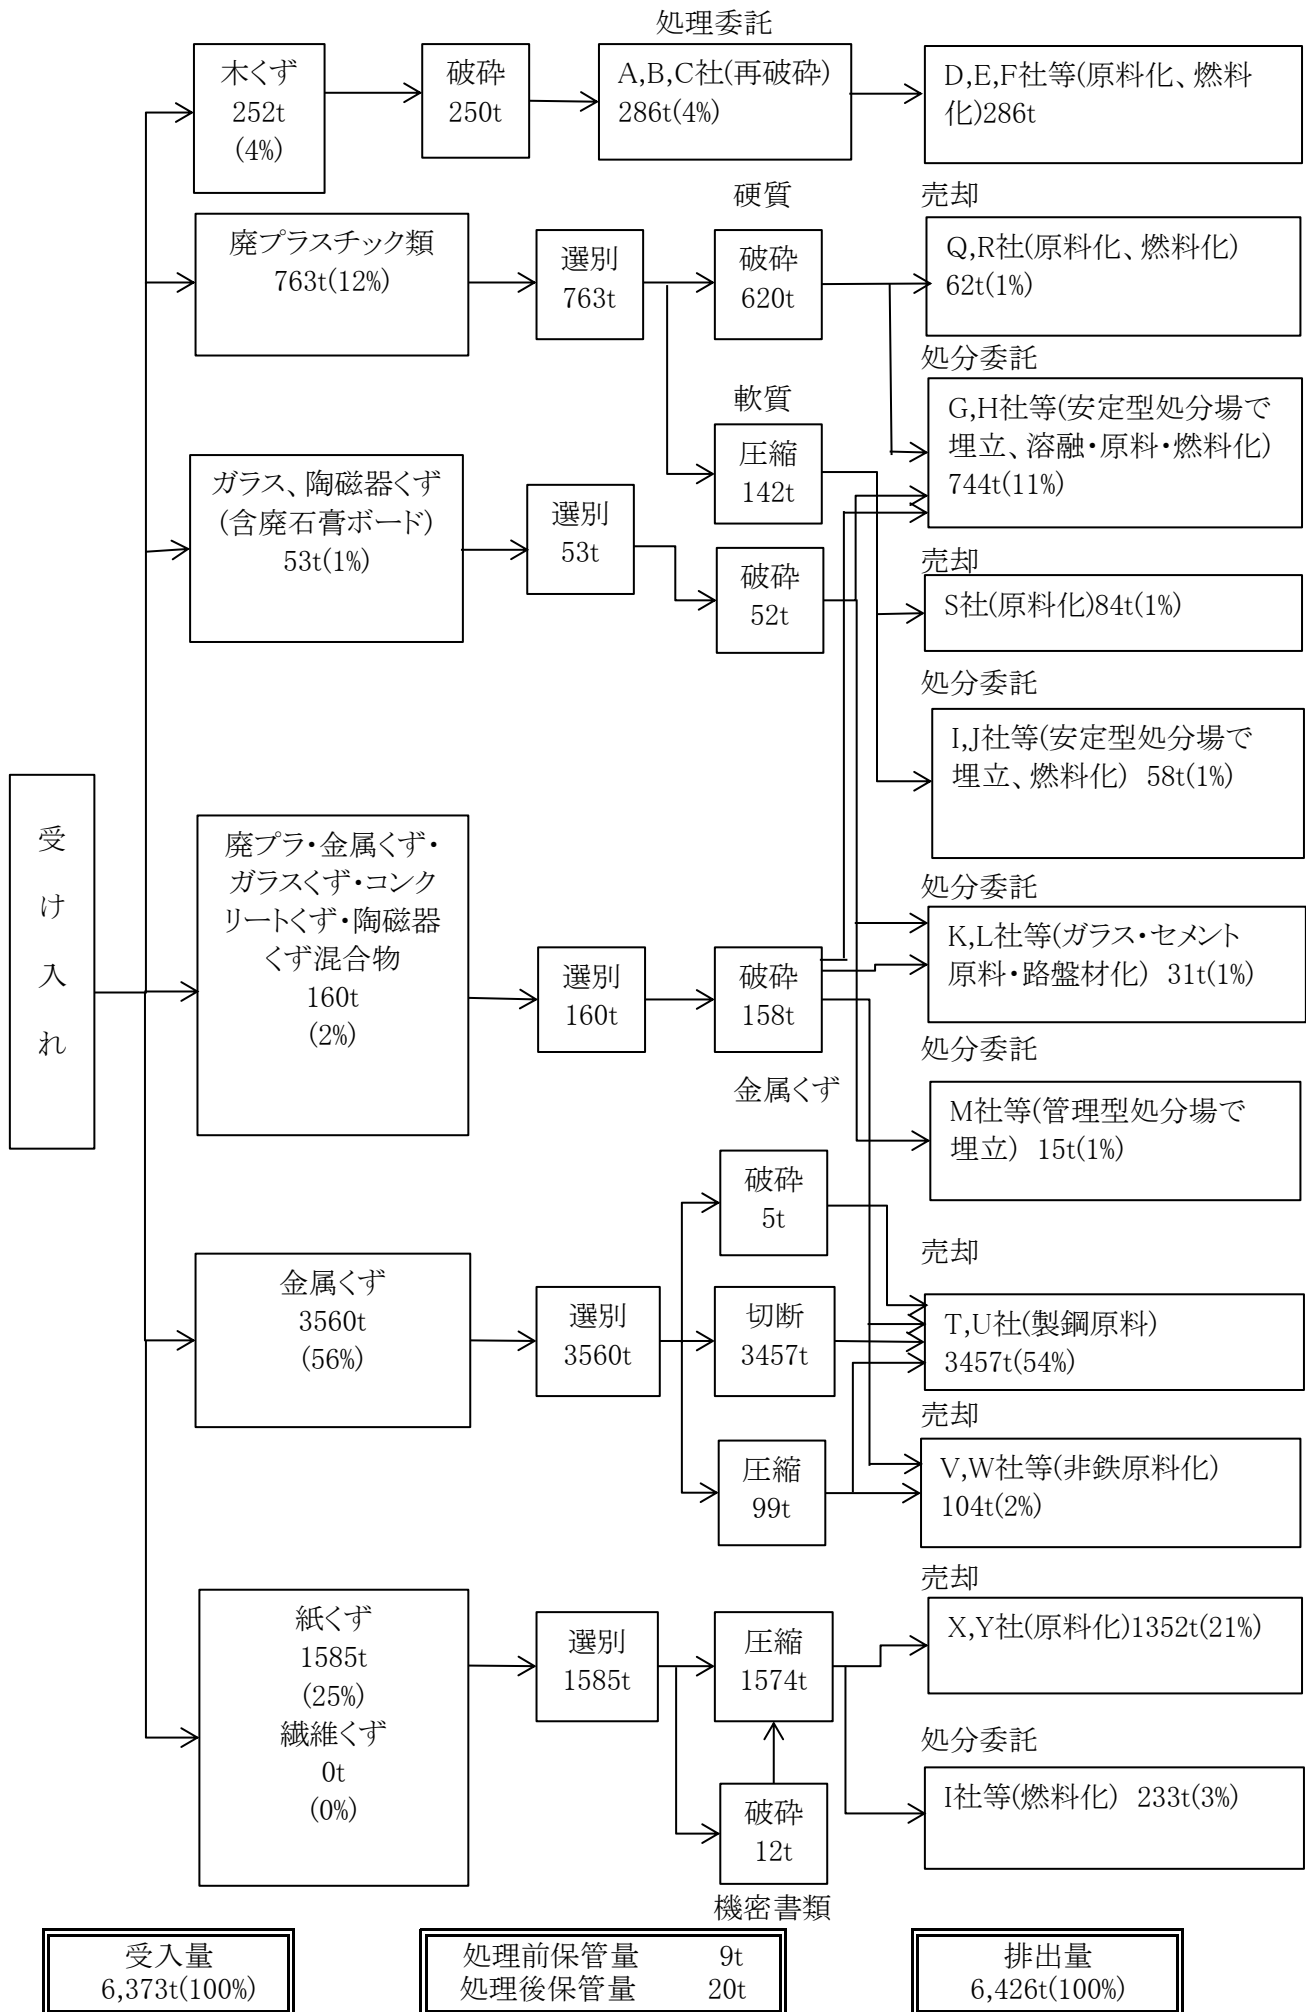 処理委託
木くず
252t
(4%)
破砕
250t
A,B,C社(再破砕)
286t(4%)
D,E,F社等(原料化、燃料
化)286t
硬質
売却
廃プラスチック類
763t(12%)
選別
763t
破砕
620t
Q,R社(原料化、燃料化)
62t(1%)
処分委託
軟質
圧縮
142t
G,H社等(安定型処分場で
埋立、溶融・原料・燃料化)
744t(11%)
ガラス、陶磁器くず
(含廃石膏ボード)
53t(1%)
選別
53t
破砕
52t
売却
S社(原料化)84t(1%)
処分委託
I,J社等(安定型処分場で
埋立、燃料化) 58t(1%)
受
け
入
れ
廃プラ・金属くず・
ガラスくず・コンク
リートくず・陶磁器
くず混合物
160t
(2%)
選別
160t
破砕
158t
処分委託
K,L社等(ガラス・セメント
原料・路盤材化) 31t(1%)
処分委託
M社等(管理型処分場で
埋立) 15t(1%)
金属くず
破砕
5t
金属くず
3560t
(56%)
選別
3560t
切断
3457t
圧縮
99t
売却
T,U社(製鋼原料)
3457t(54%)
売却
V,W社等(非鉄原料化)
104t(2%)
紙くず
1585t
(25%)
繊維くず
0t
(0%)
選別
1585t
圧縮
1574t
破砕
12t
機密書類
売却
X,Y社(原料化)1352t(21%)
処分委託
I社等(燃料化) 233t(3%)
受入量
6,373t(100%)
処理前保管量 9t
処理後保管量 20t
排出量
6,426t(100%)